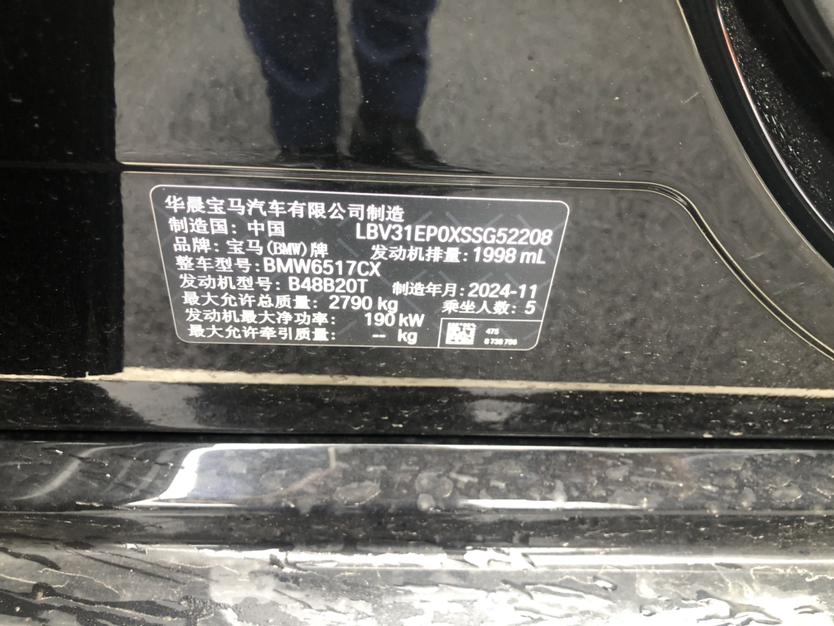 华晨宝马汽车有限公司制造
制造国: 中国 LBV31EP0XSSG52208
品牌: 宝马(BMW)牌 发动机排量: 1998 mL
整车型号: BMW6517CX
发动机型号: B48B20T 制造年月: 2024-11
最大允许总质量: 2790 kg 乘坐人数: 5
发动机最大净功率: 190 kW
最大允许牵引质量: -- kg
475